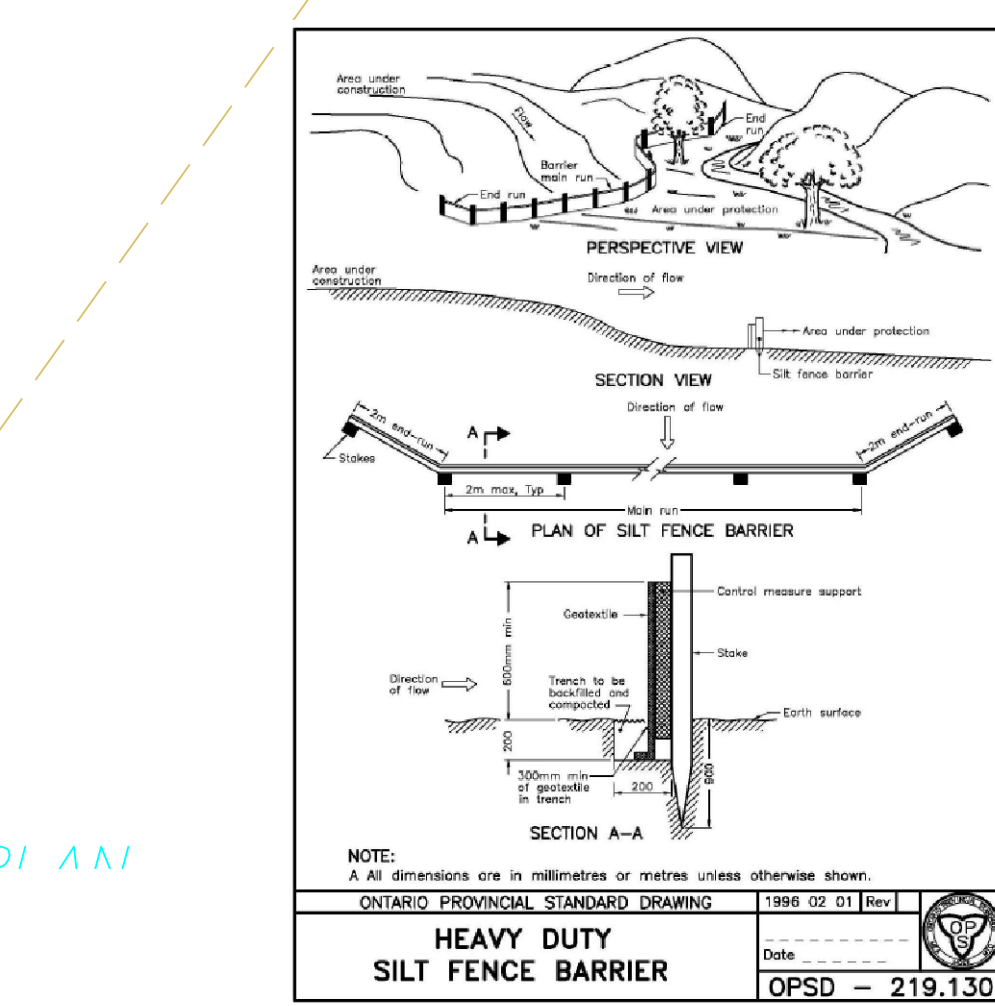 Area under
construction
Flow
End
run
Barrier
main run
End run
Area under protection
PERSPECTIVE VIEW
Area under
construction
Direction of flow
Area under protection
Silt fence barrier
SECTION VIEW
Direction of flow
2m end-run
2m end-run
A
Stakes
2m max, Typ
Main run
A
PLAN OF SILT FENCE BARRIER
Control measure support
Geotextile
600mm min
Stake
Direction
of flow
Trench to be
backfilled and
compacted
Earth surface
200
300mm min
of geotextile
in trench
200
900
SECTION A-A
NOTE:
A All dimensions are in millimetres or metres unless otherwise shown.
ONTARIO PROVINCIAL STANDARD DRAWING
1996 02 01 Rev
HEAVY DUTY
SILT FENCE BARRIER
Date
OPS
OPSD - 219.130